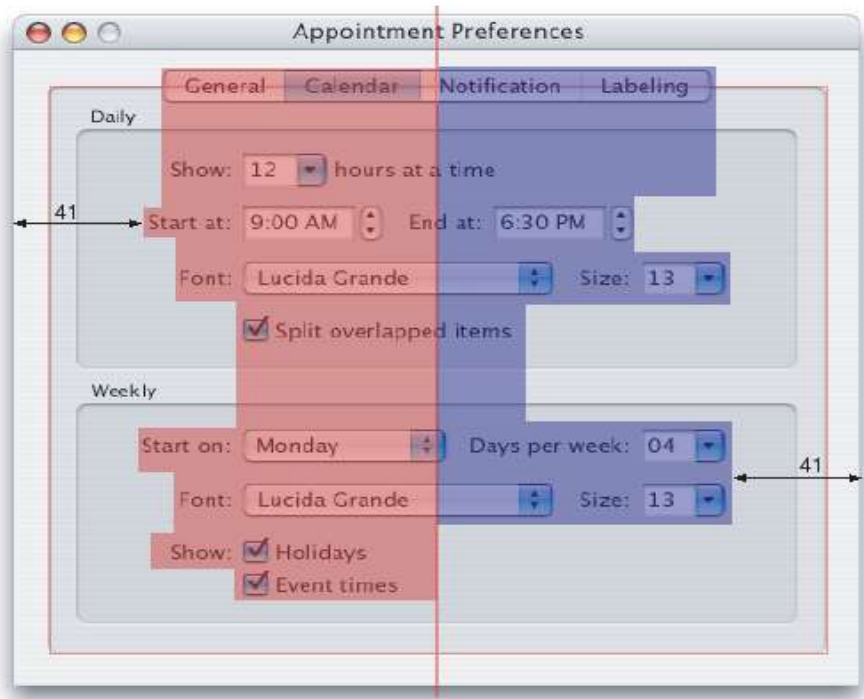 Appointment Preferences
General Calendar Notification Labeling
Daily
Show: 12 hours at a time
41
Start at: 9:00 AM End at: 6:30 PM
Font: Lucida Grande Size: 13
Split overlapped items
Weekly
Start on: Monday Days per week: 04
41
Font: Lucida Grande Size: 13
Show: Holidays
Event times